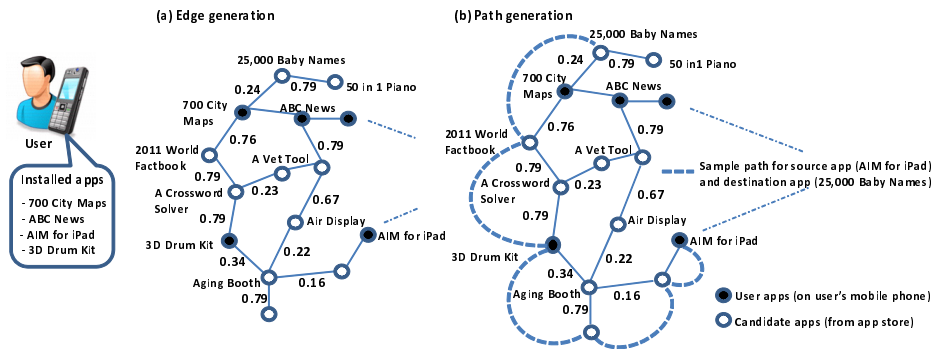 (a) Edge generation
(b) Path generation
User
Installed apps
- 700 City Maps
- ABC News
- AIM for iPad
- 3D Drum Kit
25,000 Baby Names
0.24
0.79
50 in 1 Piano
700 City
Maps
ABC News
0.76
0.79
2011 World
Factbook
A Vet Tool
0.79
0.23
A Crossword
Solver
0.67
0.79
Air Display
3D Drum Kit
AIM for iPad
0.34
0.22
Aging Booth
0.16
0.79
25,000 Baby Names
0.24
0.79
50 in1 Piano
700 City
Maps
ABC News
0.76
0.79
2011 World
Factbook
A Vet Tool
0.79
0.23
A Crossword
Solver
0.67
0.79
Air Display
3D Drum Kit
AIM for iPad
0.34
0.22
Aging Booth
0.16
0.79
Sample path for source app (AIM for iPad)
and destination app (25,000 Baby Names)
User apps (on user's mobile phone)
Candidate apps (from app store)